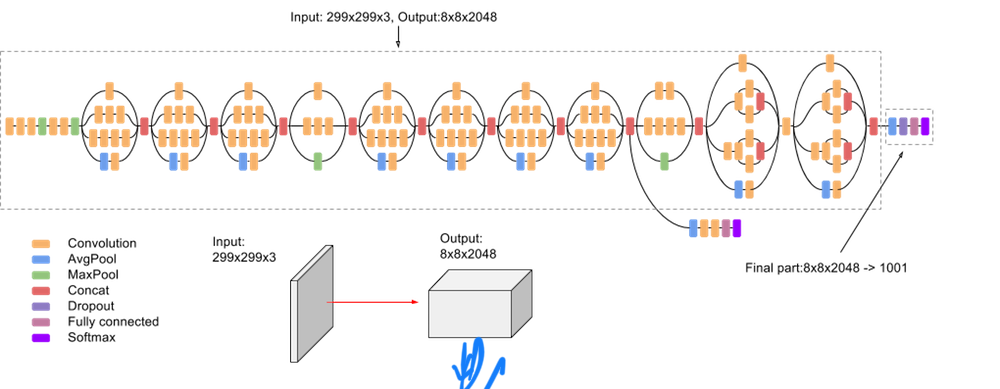 Input: 299x299x3, Output:8x8x2048
Convolution
AvgPool
MaxPool
Concat
Dropout
Fully connected
Softmax
Input:
299x299x3
Output:
8x8x2048
Final part:8x8x2048 -> 1001